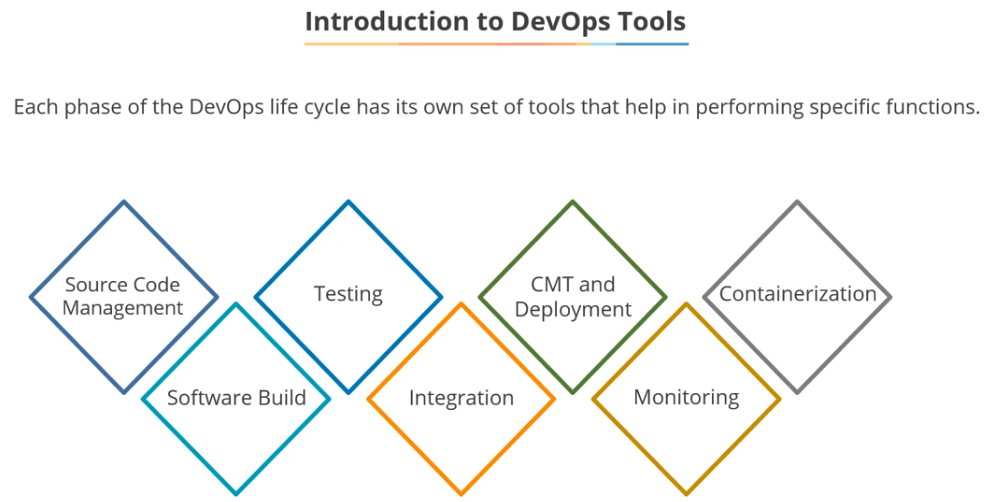 Introduction to DevOps Tools
Each phase of the DevOps life cycle has its own set of tools that help in performing specific functions.
Source Code
Management
Software Build
Testing
Integration
CMT and
Deployment
Monitoring
Containerization